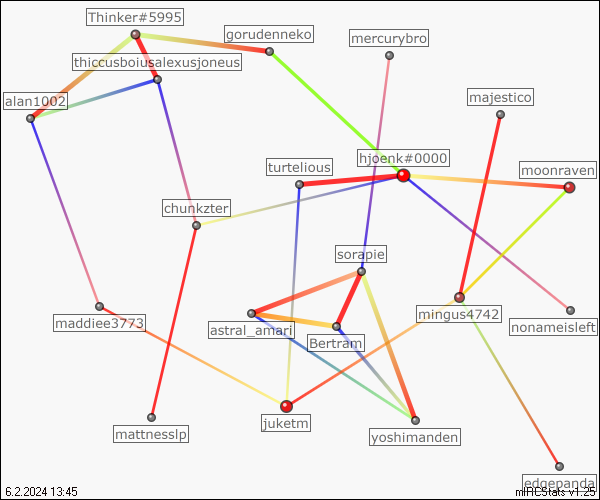 Thinker#5995
gorudenneko
mercurybro
thiccusboiusalexusjoneus
alan1002
majestico
hjoenk#0000
turtelious
moonraven
chunkzter
sorapie
maddiee3773
astral_amari
mingus4742
nonameisleft
Bertram
juketm
mattnesslp
yoshimanden
edgepanda
6.2.2024 13:45
mIRCStats v1.25